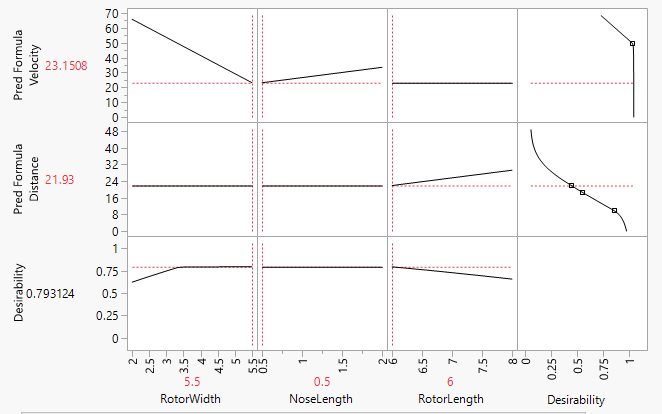 70
60
50
40
30
20
10
0
Pred Formula
Velocity
23.1508
48
40
32
24
16
8
0
Pred Formula
Distance
21.93
1
0.75
0.5
0.25
0
Desirability
0.793124
2 2.5 3 3.5 4 4.5 5 5.5
0.5 1 1.5 2
6 6.5 7 7.5 8
0 0.25 0.5 0.75 1
5.5 0.5 6
RotorWidth NoseLength RotorLength Desirability